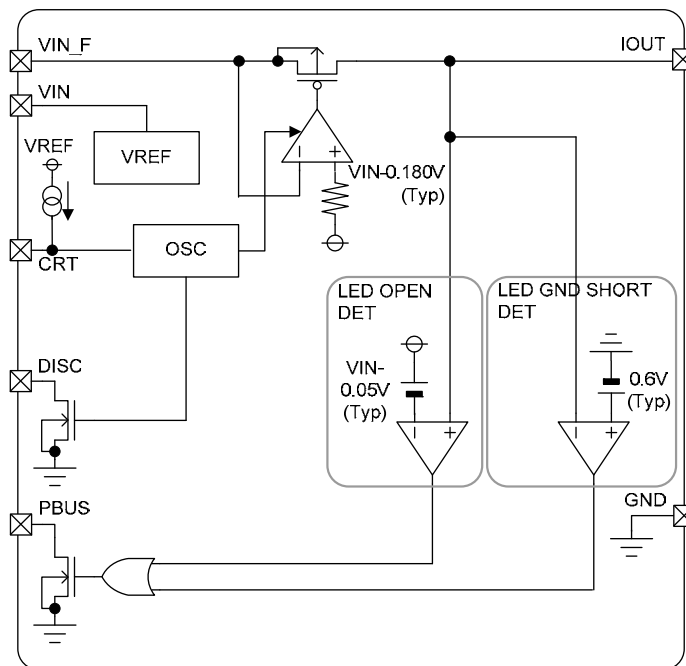 VIN_F
IOUT
VIN
VREF
VREF
VIN-0.180V
(Typ)
OSC
CRT
LED OPEN
DET
LED GND SHORT
DET
DISC
VIN-
0.05V
(Typ)
0.6V
(Typ)
PBUS
GND